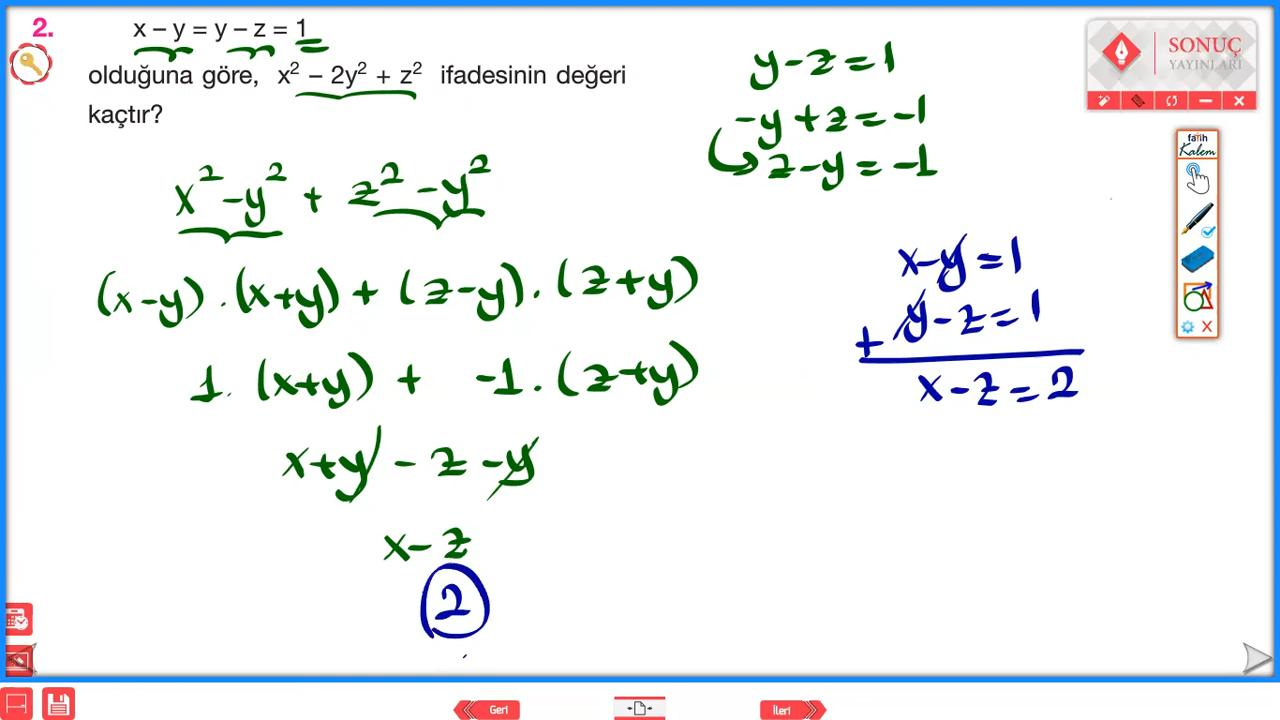 2. x – y = y – z = 1
olduğuna göre, x² – 2y² + z² ifadesinin değeri
kaçtır?
x² - y² + z² - y²
(x-y) . (x+y) + (z-y) . (z+y)
1. (x+y) + -1 . (z+y)
x+y - z - y
x - z
2
y - z = 1
-y + z = -1
z - y = -1
x - y = 1
+ y - z = 1
x - z = 2
SONUÇ
YAYINLARI
fatih
Kalem
Geri
İleri